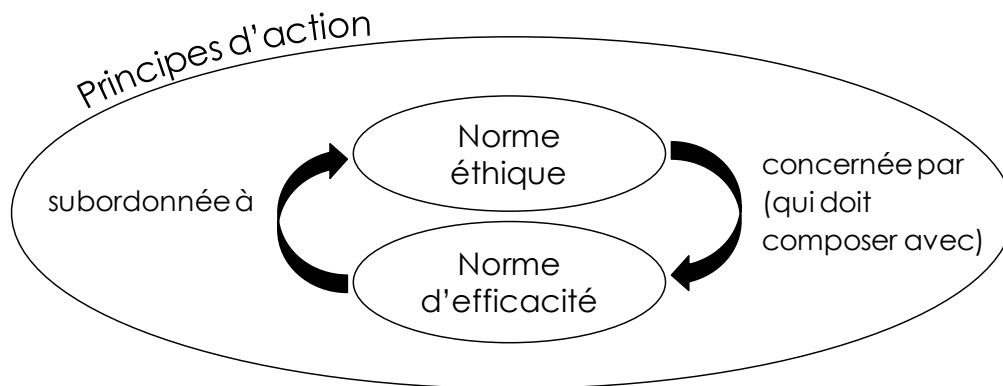 Principes d’action
Norme
éthique
subordonnée à
concernée par
(qui doit
composer avec)
Norme
d’efficacité